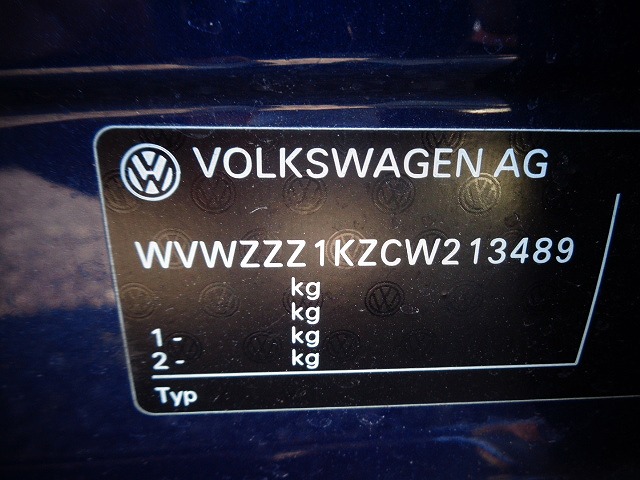 VOLKSWAGEN AG
WVWZZZ1KZCW213489
kg
kg
1 - kg
2 - kg
Typ